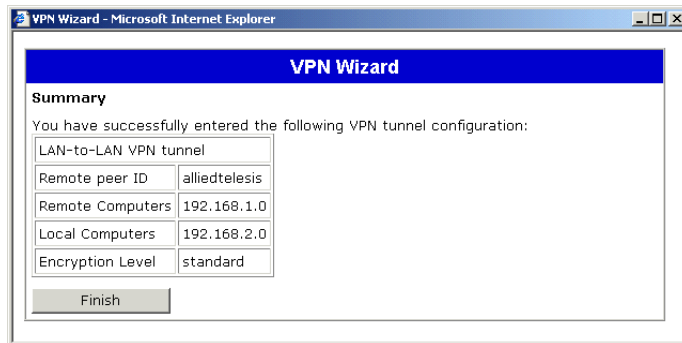 VPN Wizard - Microsoft Internet Explorer
VPN Wizard
Summary
You have successfully entered the following VPN tunnel configuration:
LAN-to-LAN VPN tunnel
Remote peer ID alliedtelesis
Remote Computers 192.168.1.0
Local Computers 192.168.2.0
Encryption Level standard
Finish